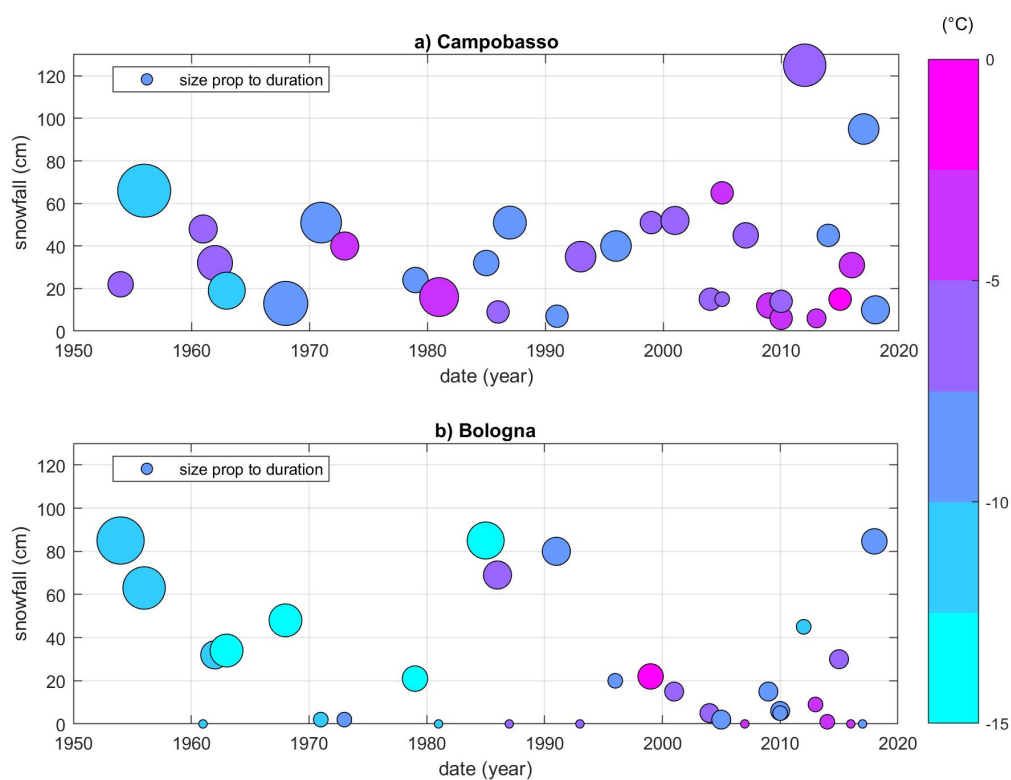 (°C)
a) Campobasso
size prop to duration
snowfall (cm)
120
100
80
60
40
20
0
1950 1960 1970 1980 1990 2000 2010 2020
date (year)
b) Bologna
size prop to duration
snowfall (cm)
120
100
80
60
40
20
0
1950 1960 1970 1980 1990 2000 2010 2020
date (year)
0
-5
-10
-15